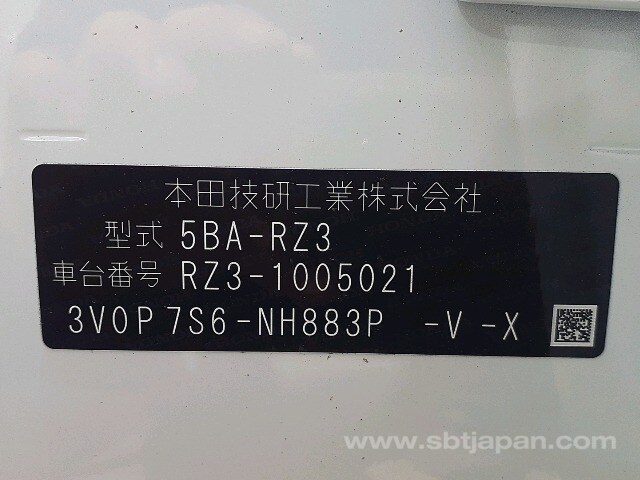 本田技研工業株式会社
型式 5BA-RZ3
車台番号 RZ3-1005021
3V0P 7S6-NH883P -V -X
www.sbtjapan.com